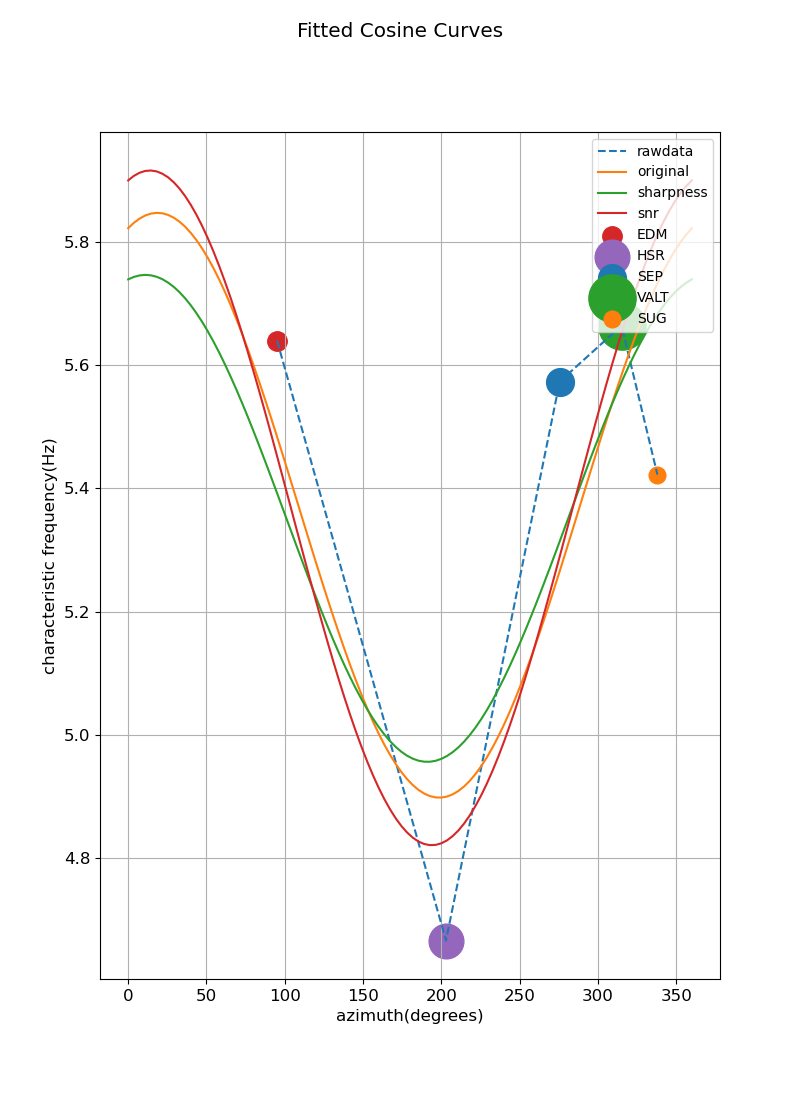 Fitted Cosine Curves
rawdata
original
sharpness
snr
EDM
HSR
SEP
VALT
SUG
5.8
5.6
5.4
5.2
5.0
4.8
characteristic frequency(Hz)
0 50 100 150 200 250 300 350
azimuth(degrees)